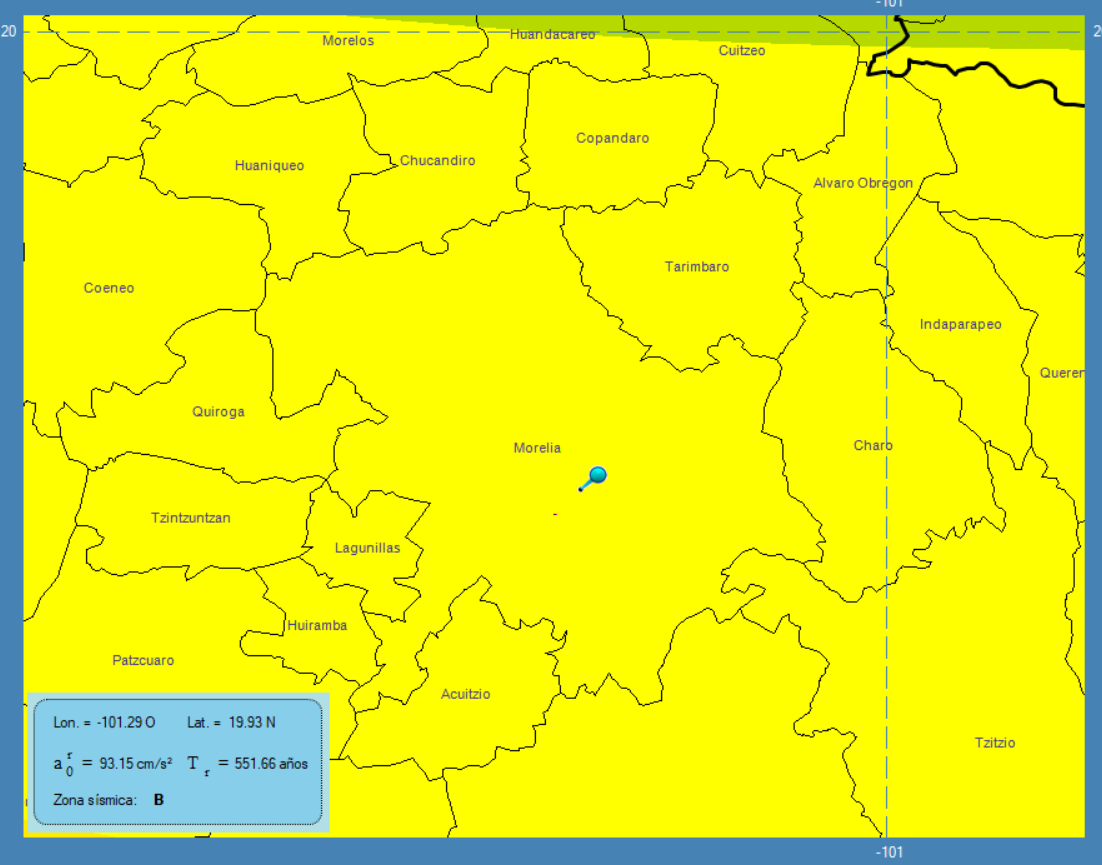 -101
20
2
Morelos
Huandacareo
Cuitzeo
Copandaro
Huaniqueo
Chucandiro
Alvaro Obregon
Tarimbaro
Coeneo
Indaparapeo
Queren
Quiroga
Morelia
Charo
Tzintzuntzan
Lagunillas
Huiramba
Patzcuaro
Acuitzio
Tzitzio
Lon. = -101.29 O Lat. = 19.93 N
a r 0 = 93.15 cm/s² T r = 551.66 años
Zona sísmica: B
-101